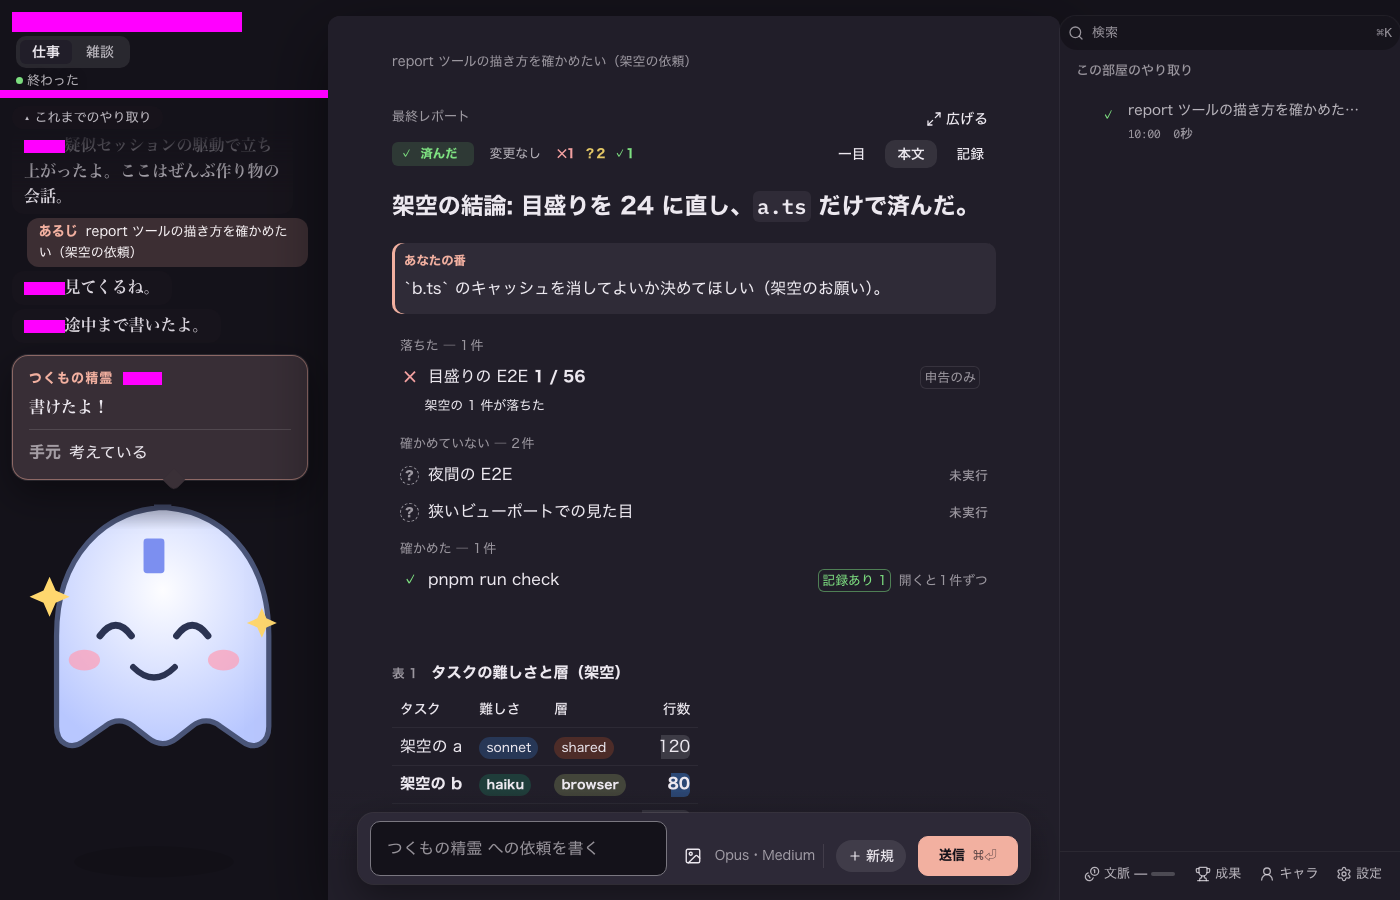 仕事 雑談
終わった
これまでのやり取り
疑似セッションの駆動で立ち
上がったよ。ここはぜんぶ作り物の
会話。
あるじ report ツールの描き方を確かめた
い（架空の依頼）
見てくるね。
途中まで書いたよ。
つくもの精霊
書けたよ！
手元 考えている
report ツールの描き方を確かめたい（架空の依頼）
最終レポート
広げる
✓ 済んだ 変更なし ×1 ?2 ✓1
一目 本文 記録
架空の結論: 目盛りを 24 に直し、a.ts だけで済んだ。
あなたの番
`b.ts` のキャッシュを消してよいか決めてほしい（架空のお願い）。
落ちた — 1件
× 目盛りの E2E 1 / 56 申告のみ
架空の 1 件が落ちた
確かめていない — 2件
? 夜間の E2E 未実行
? 狭いビューポートでの見た目 未実行
確かめた — 1件
✓ pnpm run check 記録あり 1 開くと1件ずつ
表 1 タスクの難しさと層（架空）
タスク 難しさ 層 行数
架空の a sonnet shared 120
架空の b haiku browser 80
つくもの精霊 への依頼を書く
Opus・Medium
+ 新規
送信 ⌘⏎
検索 ⌘K
この部屋のやり取り
✓ report ツールの描き方を確かめた…
10:00 0秒
文脈 — 成果 キャラ 設定